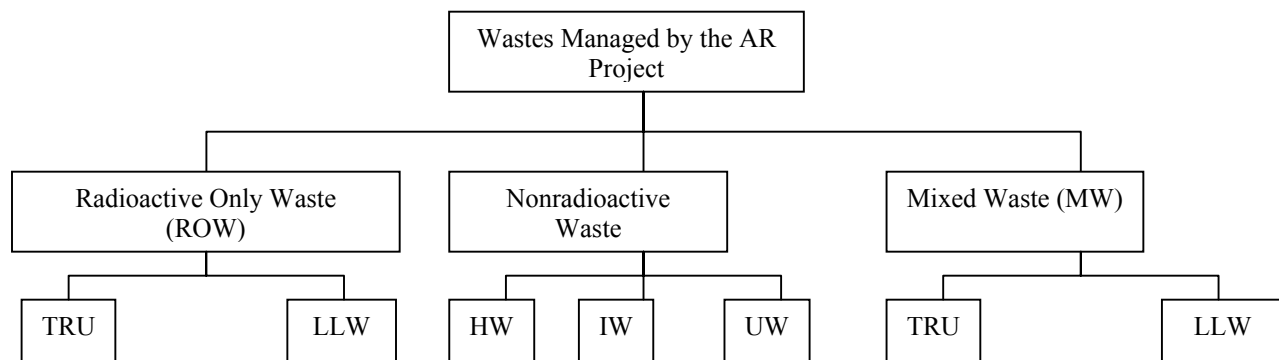 Wastes Managed by the AR
Project
Radioactive Only Waste
(ROW)
Nonradioactive
Waste
Mixed Waste (MW)
TRU
LLW
HW
IW
UW
TRU
LLW